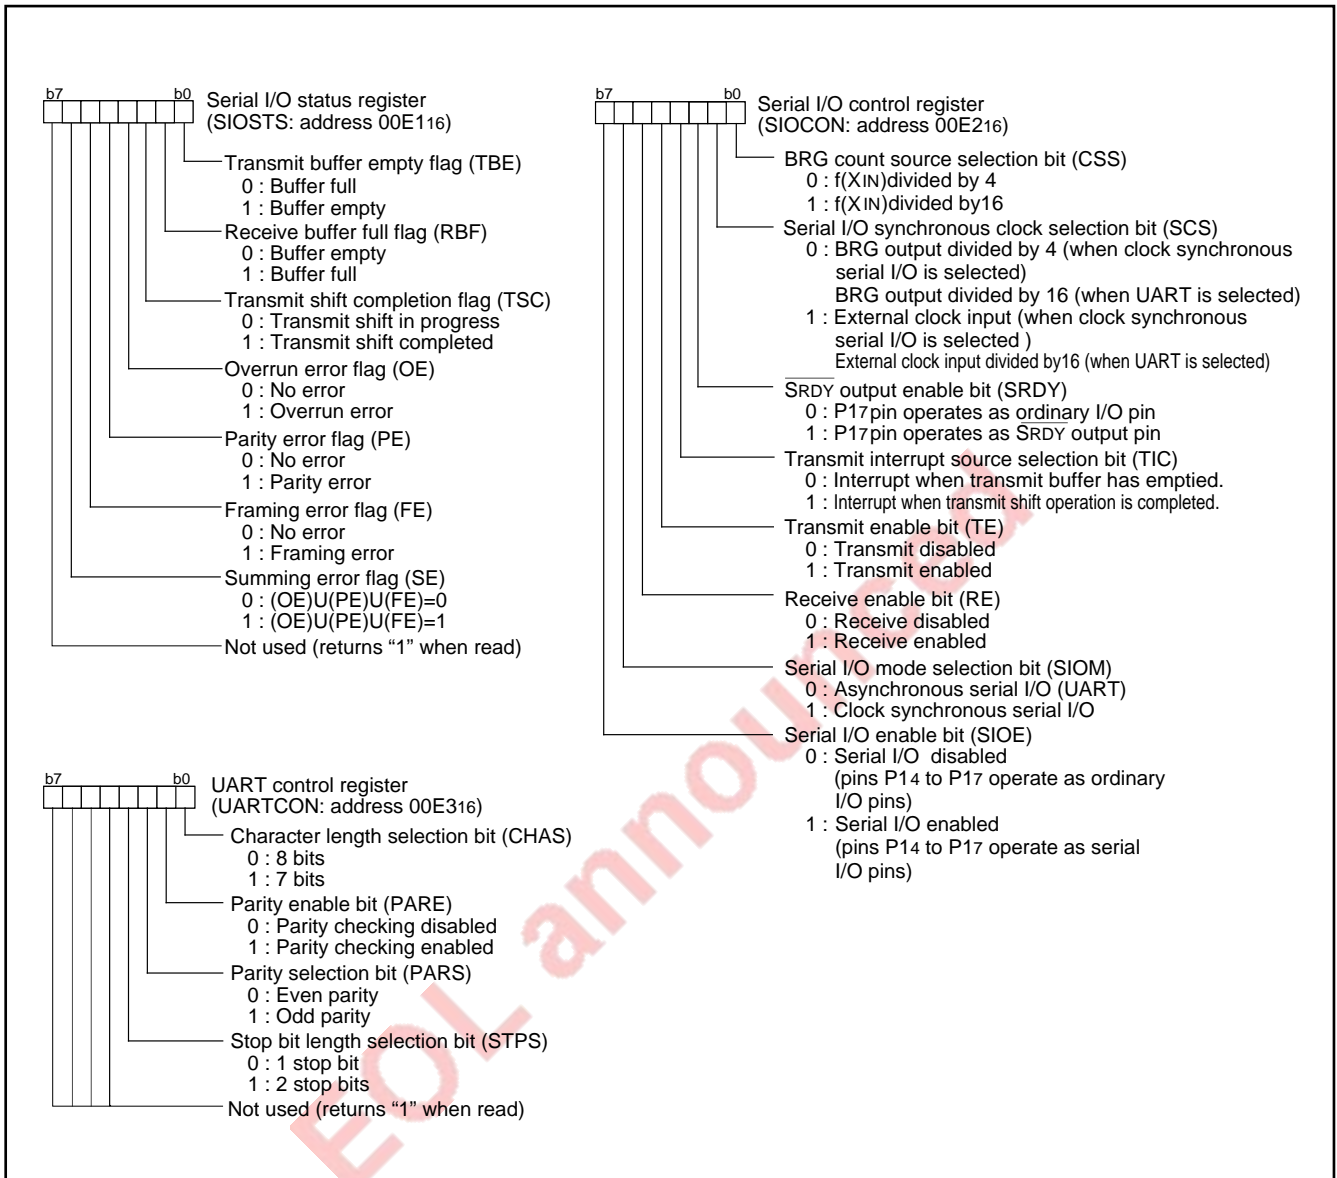 b7 b0 Serial I/O status register
(SIOSTS: address 00E116)
Transmit buffer empty flag (TBE)
0 : Buffer full
1 : Buffer empty
Receive buffer full flag (RBF)
0 : Buffer empty
1 : Buffer full
Transmit shift completion flag (TSC)
0 : Transmit shift in progress
1 : Transmit shift completed
Overrun error flag (OE)
0 : No error
1 : Overrun error
Parity error flag (PE)
0 : No error
1 : Parity error
Framing error flag (FE)
0 : No error
1 : Framing error
Summing error flag (SE)
0 : (OE)U(PE)U(FE)=0
1 : (OE)U(PE)U(FE)=1
Not used (returns “1” when read)
b7 b0 UART control register
(UARTCON: address 00E316)
Character length selection bit (CHAS)
0 : 8 bits
1 : 7 bits
Parity enable bit (PARE)
0 : Parity checking disabled
1 : Parity checking enabled
Parity selection bit (PARS)
0 : Even parity
1 : Odd parity
Stop bit length selection bit (STPS)
0 : 1 stop bit
1 : 2 stop bits
Not used (returns “1” when read)
b7 b0 Serial I/O control register
(SIOCON: address 00E216)
BRG count source selection bit (CSS)
0 : f(XIN)divided by 4
1 : f(XIN)divided by16
Serial I/O synchronous clock selection bit (SCS)
0 : BRG output divided by 4 (when clock synchronous
serial I/O is selected)
BRG output divided by 16 (when UART is selected)
1 : External clock input (when clock synchronous
serial I/O is selected )
External clock input divided by16 (when UART is selected)
SRDY output enable bit (SRDY)
0 : P17pin operates as ordinary I/O pin
1 : P17pin operates as SRDY output pin
Transmit interrupt source selection bit (TIC)
0 : Interrupt when transmit buffer has emptied.
1 : Interrupt when transmit shift operation is completed.
Transmit enable bit (TE)
0 : Transmit disabled
1 : Transmit enabled
Receive enable bit (RE)
0 : Receive disabled
1 : Receive enabled
Serial I/O mode selection bit (SIOM)
0 : Asynchronous serial I/O (UART)
1 : Clock synchronous serial I/O
Serial I/O enable bit (SIOE)
0 : Serial I/O disabled
(pins P14 to P17 operate as ordinary
I/O pins)
1 : Serial I/O enabled
(pins P14 to P17 operate as serial
I/O pins)
EOL announced